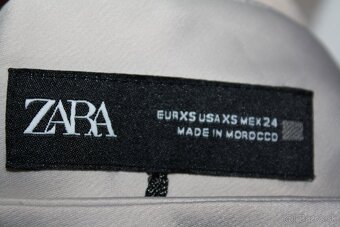 ZARA
EUR XS USA XS MEX 24
MADE IN MOROCCO